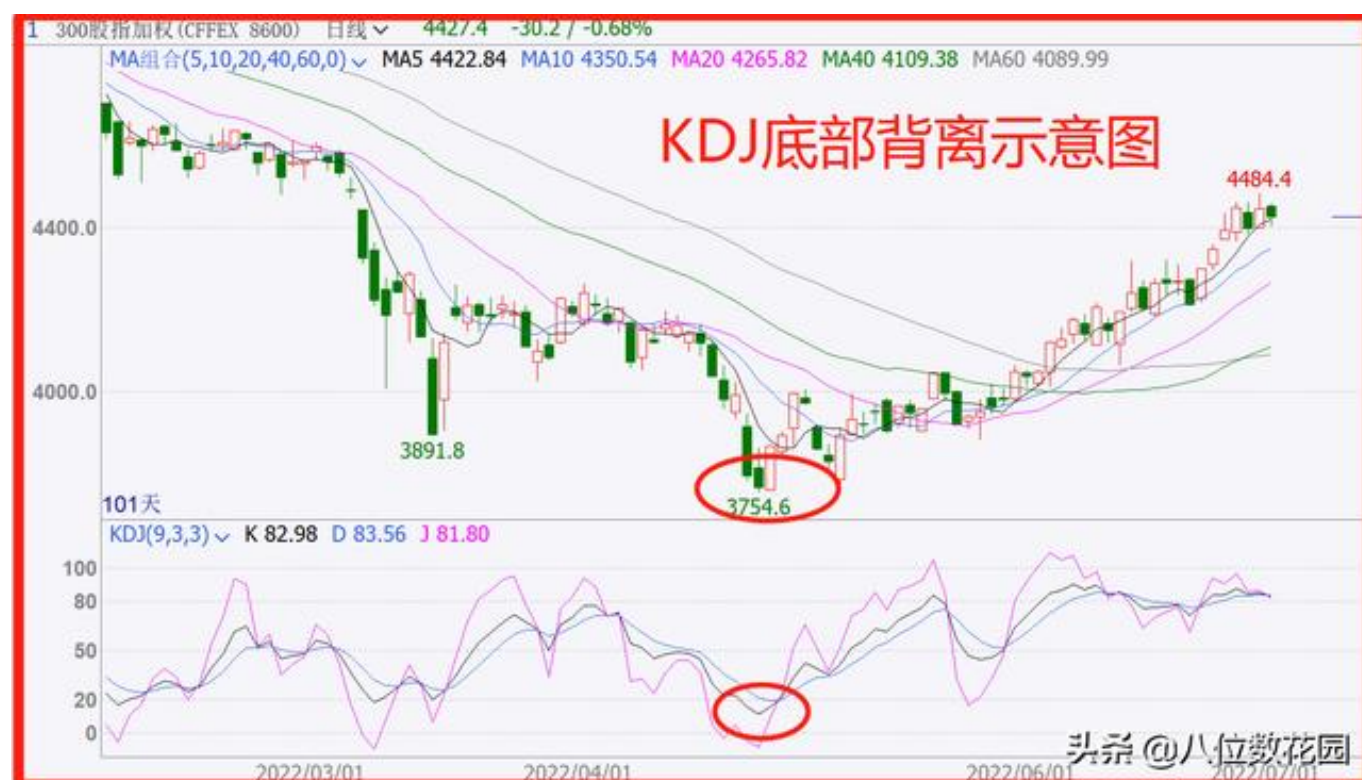 1 300股指加权(CFFEX 8600) 日线 4427.4 -30.2 / -0.68%
MA组合(5,10,20,40,60,0) MA5 4422.84 MA10 4350.54 MA20 4265.82 MA40 4109.38 MA60 4089.99
KDJ底部背离示意图
4484.4
4400.0
4000.0
3891.8
3754.6
101天
KDJ(9,3,3) K 82.98 D 83.56 J 81.80
100
80
50
20
0
头条 @八位数花园
2022/03/01 2022/04/01 2022/06/01 2022/07/01